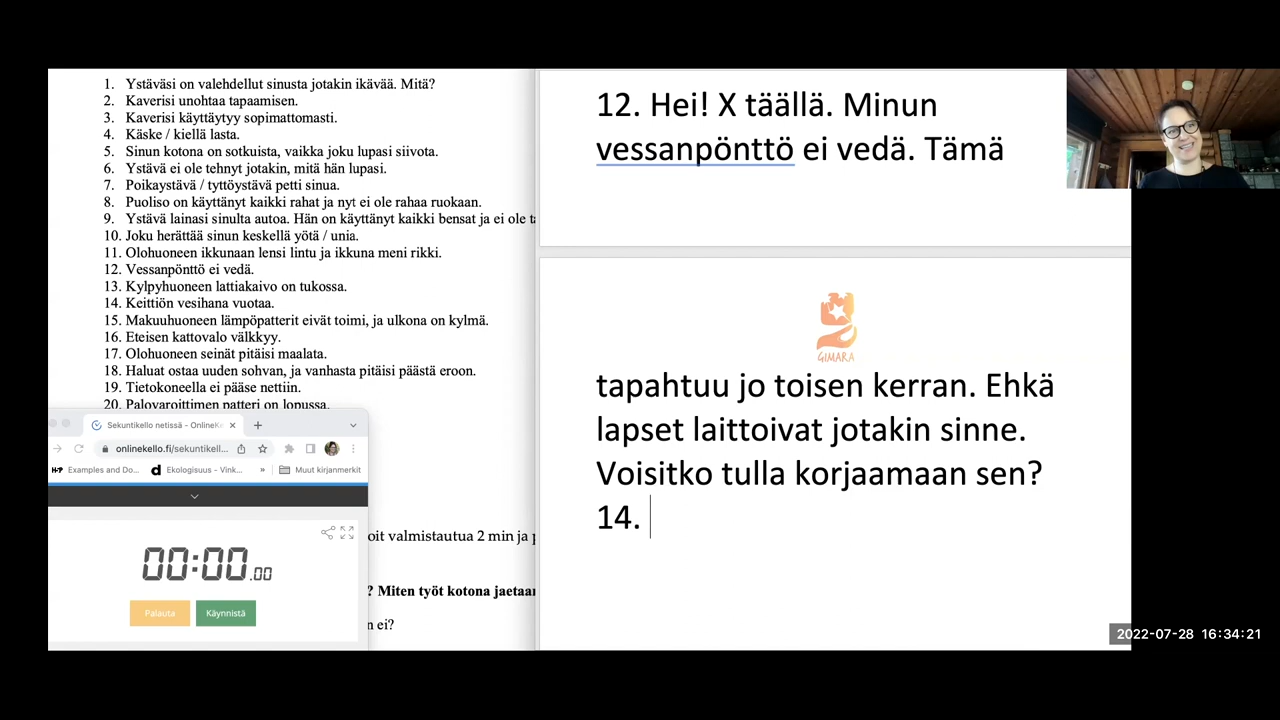 1. Ystäväsi on valehdellut sinusta jotakin ikävää. Mitä?
2. Kaverisi unohtaa tapaamisen.
3. Kaverisi käyttäytyy sopimattomasti.
4. Käske / kiellä lasta.
5. Sinun kotona on sotkuista, vaikka joku lupasi siivota.
6. Ystävä ei ole tehnyt jotakin, mitä hän lupasi.
7. Poikaystävä / tyttöystävä petti sinua.
8. Puoliso on käyttänyt kaikki rahat ja nyt ei ole rahaa ruokaan.
9. Ystävä lainasi sinulta autoa. Hän on käyttänyt kaikki bensat ja ei ole
10. Joku herättää sinun keskellä yötä / unia.
11. Olohuoneen ikkunaan lensi lintu ja ikkuna meni rikki.
12. Vessanpönttö ei vedä.
13. Kylpyhuoneen lattiakaivo on tukossa.
14. Keittiön vesihana vuotaa.
15. Makuuhuoneen lämpöpatterit eivät toimi, ja ulkona on kylmä.
16. Eteisen kattovalo välkkyy.
17. Olohuoneen seinät pitäisi maalata.
18. Haluat ostaa uuden sohvan, ja vanhasta pitäisi päästä eroon.
19. Tietokoneella ei pääse nettiin.
20. Palovaroittimen patteri on lopussa.
Sekuntikello netissä - OnlineKe
onlinekello.fi/sekuntikell...
Examples and Do...
Ekologisuus - Vink...
»
Muut kirjanmerkit
00:00.00
Palauta
Käynnistä
oit valmistautua 2 min ja p
? Miten työt kotona jaetaan
n ei?
12. Hei! X täällä. Minun
vessanpönttö ei vedä. Tämä
GIMARA
tapahtuu jo toisen kerran. Ehkä
lapset laittoivat jotakin sinne.
Voisitko tulla korjaamaan sen?
14.
2022-07-28 16:34:21